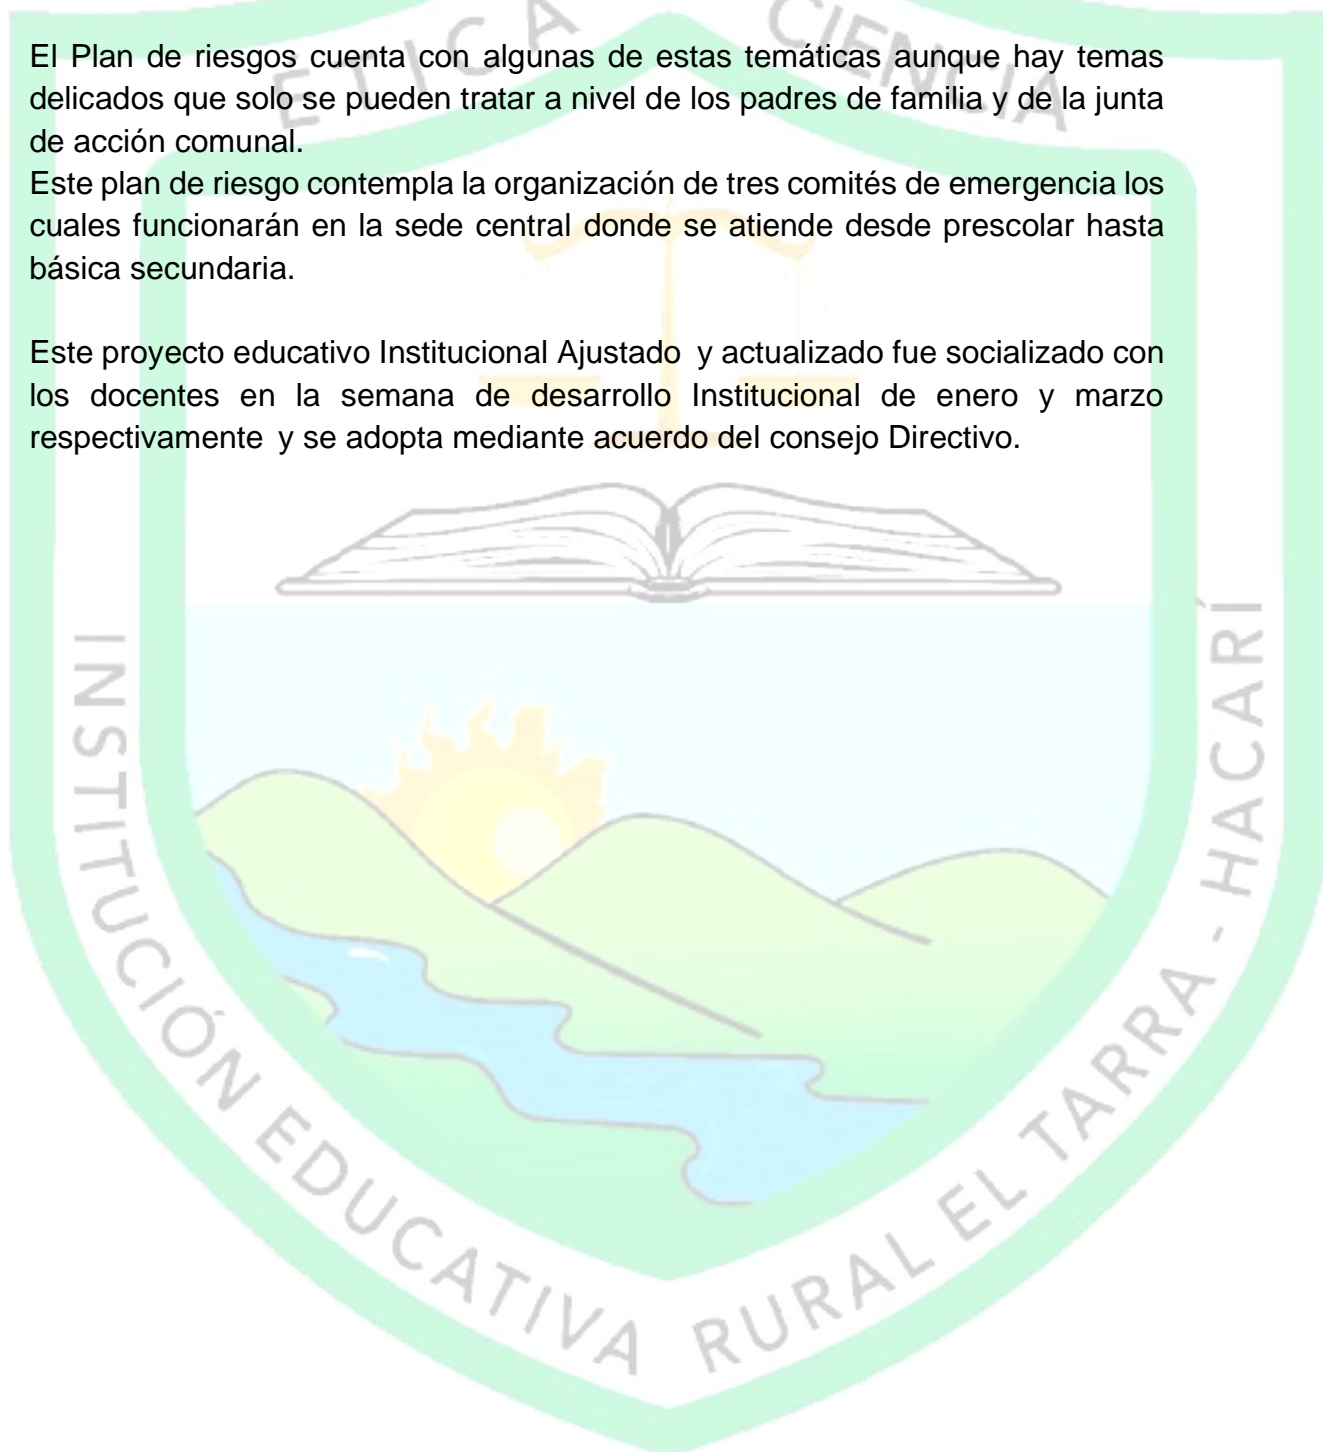 ETICA CIENCIA
El Plan de riesgos cuenta con algunas de estas temáticas aunque hay temas
delicados que solo se pueden tratar a nivel de los padres de familia y de la junta
de acción comunal.
Este plan de riesgo contempla la organización de tres comités de emergencia los
cuales funcionarán en la sede central donde se atiende desde prescolar hasta
básica secundaria.
Este proyecto educativo Institucional Ajustado y actualizado fue socializado con
los docentes en la semana de desarrollo Institucional de enero y marzo
respectivamente y se adopta mediante acuerdo del consejo Directivo.
INSTITUCIÓN EDUCATIVA RURAL EL TARRA - HACARÍ